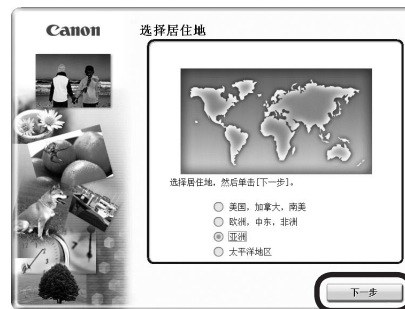 Canon
选择居住地
选择居住地，然后单击[下一步]。
美国，加拿大，南美
欧洲，中东，非洲
亚洲
太平洋地区
下一步